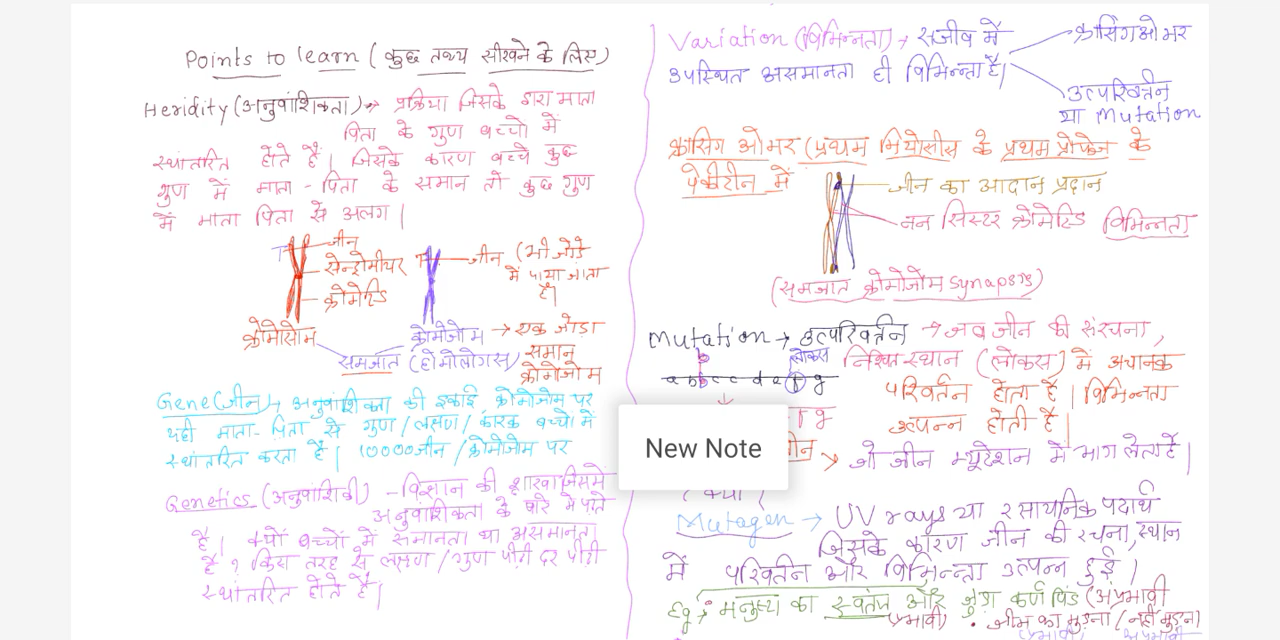 Points to learn (कुछ तथ्य सीखने के लिए)
Heridity (अनुवांशिकता) → प्रक्रिया जिसके द्वारा माता
पिता के गुण बच्चो में
स्थांतरित होते हैं। जिसके कारण बच्चे कुछ
गुण में माता - पिता के समान तो कुछ गुण
में माता पिता से अलग।
जीन
सेन्ट्रोमीयर
क्रोमेटिड
क्रोमोसोम
जीन (भी जोड़े
में पाया जाता
है।
क्रोमोजोम → एक जोड़ा
समान
क्रोमोजोम
समजात (होमोलोगस)
Gene (जीन) → अनुवांशिकता की इकाई क्रोमोजोम पर
यही माता-पिता से गुण/लक्षण/कारक बच्चो में
स्थांतरित करता है। 10000जीन/क्रोमोजोम पर
Genetics (अनुवांशिकी) - विज्ञान की शाखा जिसमें
अनुवांशिकता के बारे में पढ़ते
है। क्यों बच्चों में समानता या असमानता
है? किस तरह से लक्षण/गुण पीढ़ी दर पीढ़ी
स्थांतरित होते हैं।
Variation (विभिन्नता) → सजीव में
उपस्थित असमानता ही विभिन्नता है।
क्रासिंग ओभर
उत्परिवर्तन
या Mutation
क्रासिंग ओभर (प्रथम मियोसीस के प्रथम प्रोफेज के
पेकीटीन में
जीन का आदान प्रदान
नन सिस्टर क्रोमेटिड विभिन्नता
(समजात क्रोमोजोम Synapsis)
Mutation → उत्परिवर्तन → जब जीन की संरचना,
लोकस निश्चित स्थान (लोकस) में अचानक
परिवर्तन होता है। विभिन्नता
उत्पन्न होती है।
New Note
जो जीन म्यूटेशन में भाग लेता है।
Mutagen → UV rays या रसायनिक पदार्थ
जिसके कारण जीन की रचना, स्थान
में परिवर्तन और विभिन्नता उत्पन्न हुई।
Eg → मनुष्य का स्वतंत्र और जुड़ा कर्ण पिंड (अप्रभावी
प्रभावी) • जीभ का मुड़ना (नही मुड़ना)